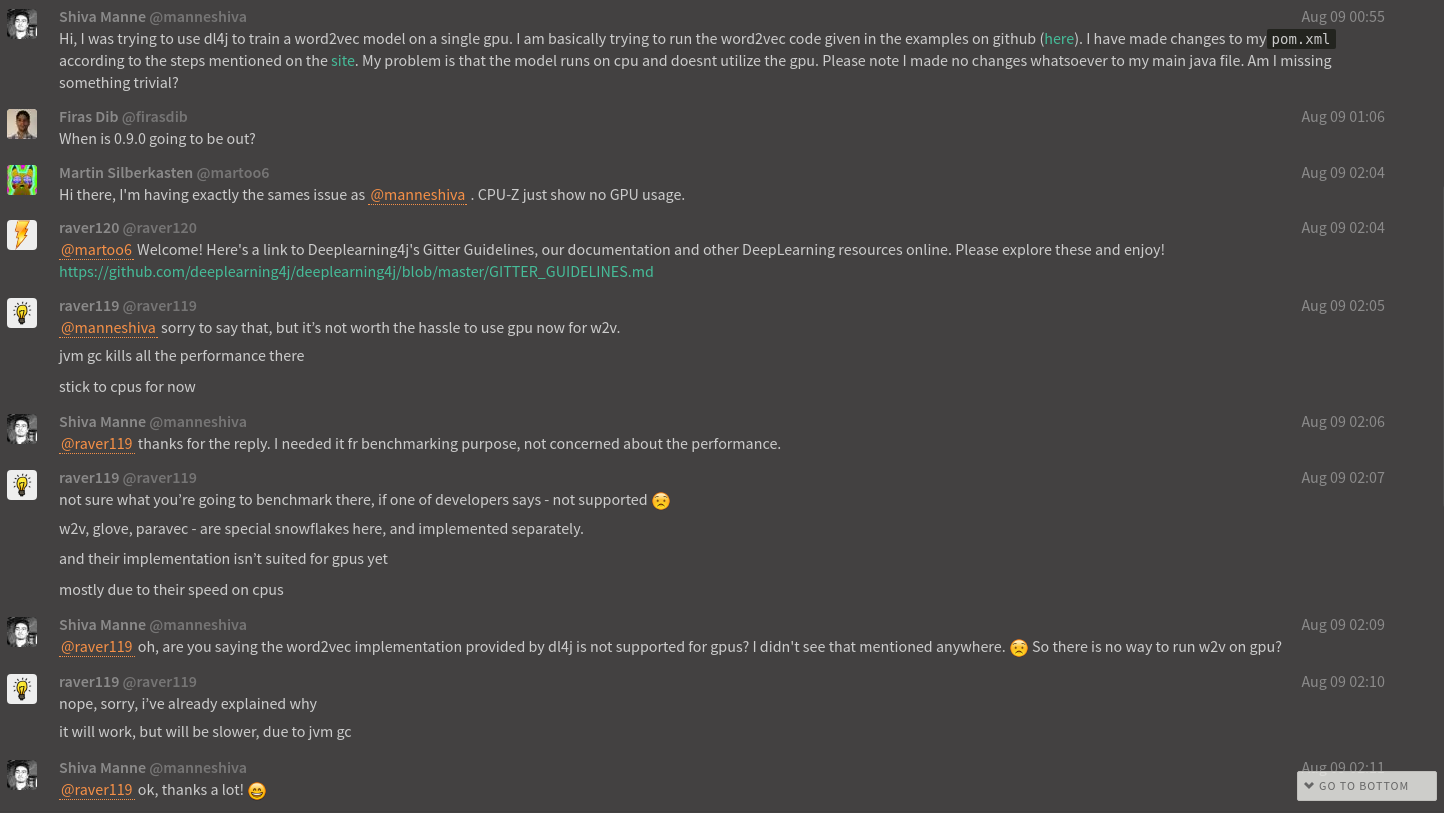 Shiva Manne @manneshiva Aug 09 00:55
Hi, I was trying to use dl4j to train a word2vec model on a single gpu. I am basically trying to run the word2vec code given in the examples on github (here). I have made changes to my pom.xml
according to the steps mentioned on the site. My problem is that the model runs on cpu and doesnt utilize the gpu. Please note I made no changes whatsoever to my main java file. Am I missing
something trivial?
Firas Dib @firasdib Aug 09 01:06
When is 0.9.0 going to be out?
Martin Silberkasten @martoo6 Aug 09 02:04
Hi there, I'm having exactly the sames issue as @manneshiva . CPU-Z just show no GPU usage.
raver120 @raver120 Aug 09 02:04
@martoo6 Welcome! Here's a link to Deeplearning4j's Gitter Guidelines, our documentation and other DeepLearning resources online. Please explore these and enjoy!
https://github.com/deeplearning4j/deeplearning4j/blob/master/GITTER_GUIDELINES.md
raver119 @raver119 Aug 09 02:05
@manneshiva sorry to say that, but it’s not worth the hassle to use gpu now for w2v.
jvm gc kills all the performance there
stick to cpus for now
Shiva Manne @manneshiva Aug 09 02:06
@raver119 thanks for the reply. I needed it fr benchmarking purpose, not concerned about the performance.
raver119 @raver119 Aug 09 02:07
not sure what you’re going to benchmark there, if one of developers says - not supported 😟
w2v, glove, paravec - are special snowflakes here, and implemented separately.
and their implementation isn’t suited for gpus yet
mostly due to their speed on cpus
Shiva Manne @manneshiva Aug 09 02:09
@raver119 oh, are you saying the word2vec implementation provided by dl4j is not supported for gpus? I didn't see that mentioned anywhere. 😟 So there is no way to run w2v on gpu?
raver119 @raver119 Aug 09 02:10
nope, sorry, i’ve already explained why
it will work, but will be slower, due to jvm gc
Shiva Manne @manneshiva Aug 09 02:11
@raver119 ok, thanks a lot! 😄
GO TO BOTTOM